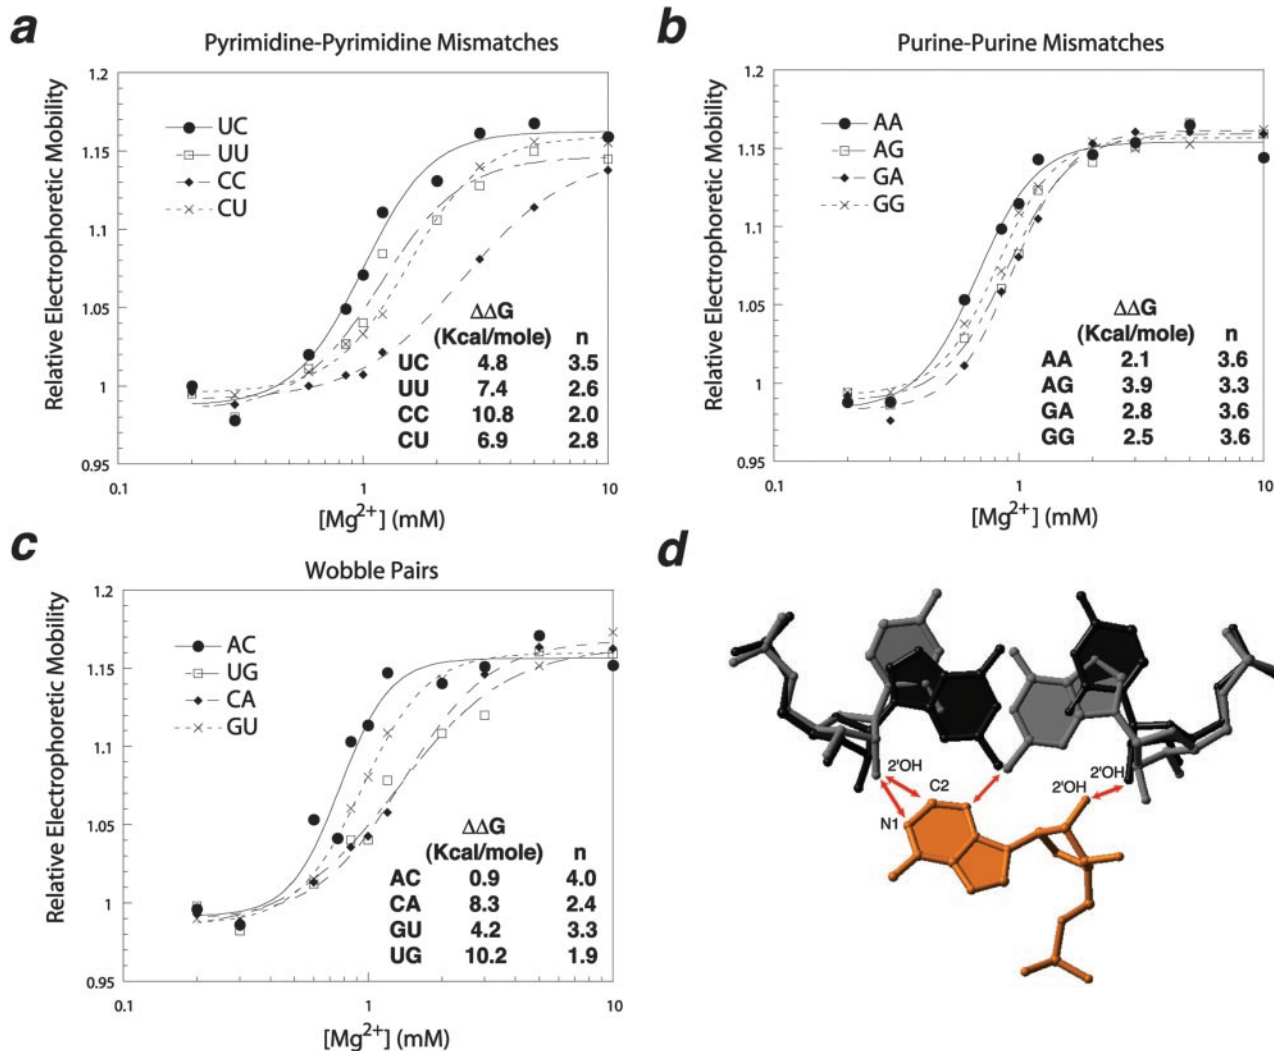 a
Pyrimidine-Pyrimidine Mismatches
1.2
1.15
1.1
1.05
1
0.95
Relative Electrophoretic Mobility
UC
UU
CC
CU
ΔΔG
(Kcal/mole) n
UC 4.8 3.5
UU 7.4 2.6
CC 10.8 2.0
CU 6.9 2.8
0.1 1 10
[Mg2+] (mM)
b
Purine-Purine Mismatches
1.2
1.15
1.1
1.05
1
0.95
Relative Electrophoretic Mobility
AA
AG
GA
GG
ΔΔG
(Kcal/mole) n
AA 2.1 3.6
AG 3.9 3.3
GA 2.8 3.6
GG 2.5 3.6
0.1 1 10
[Mg2+] (mM)
c
Wobble Pairs
1.2
1.15
1.1
1.05
1
0.95
Relative Electrophoretic Mobility
AC
UG
CA
GU
ΔΔG
(Kcal/mole) n
AC 0.9 4.0
CA 8.3 2.4
GU 4.2 3.3
UG 10.2 1.9
0.1 1 10
[Mg2+] (mM)
d
2'OH
C2
N1
2'OH
2'OH